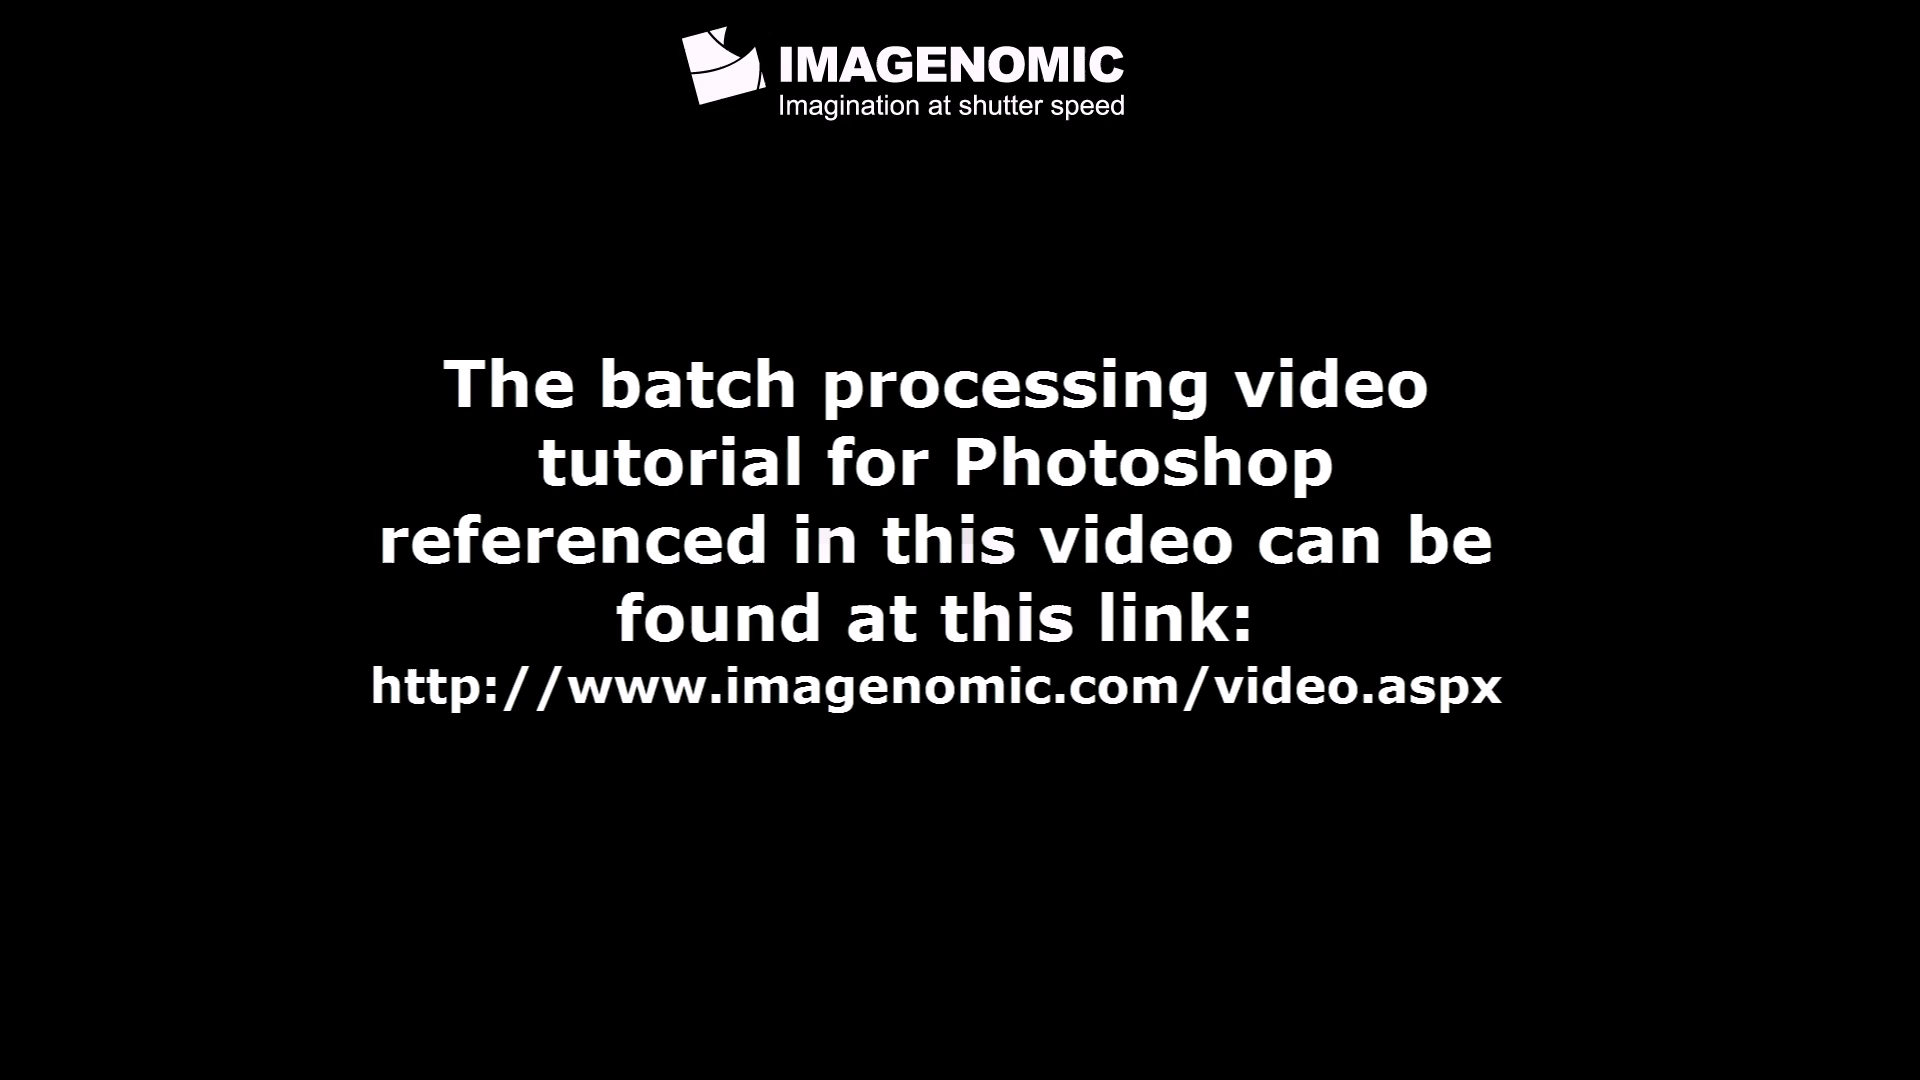 IMAGENOMIC
Imagination at shutter speed
The batch processing video
tutorial for Photoshop
referenced in this video can be
found at this link:
http://www.imagenomic.com/video.aspx